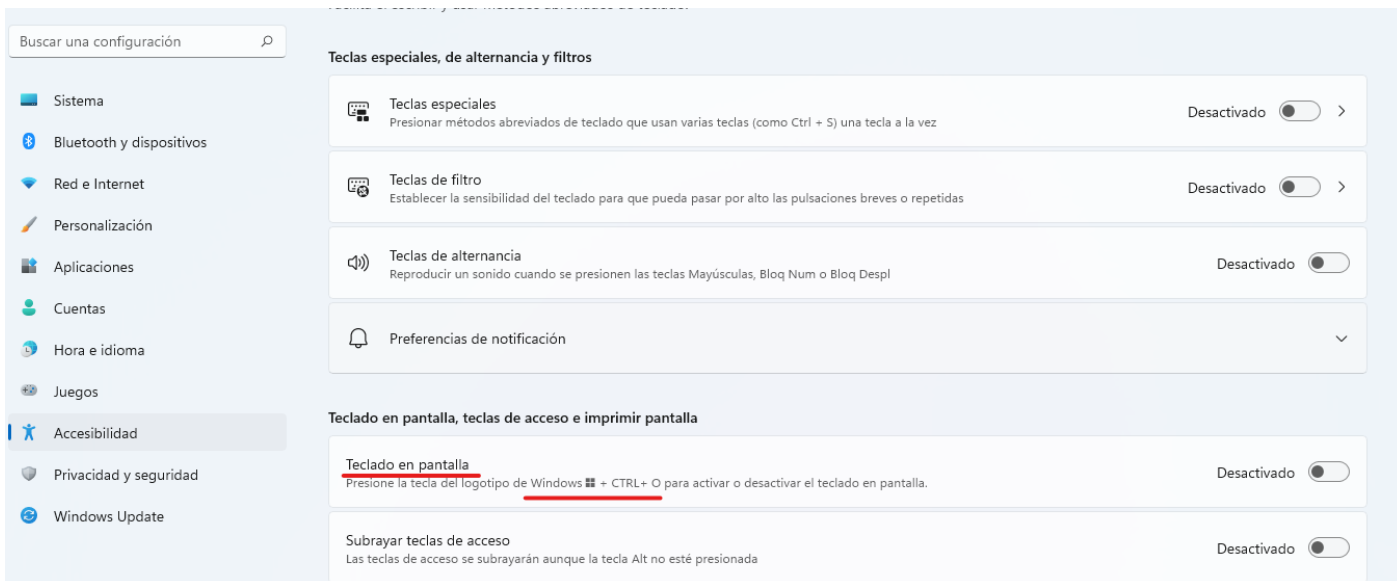 Buscar una configuración
Sistema
Bluetooth y dispositivos
Red e Internet
Personalización
Aplicaciones
Cuentas
Hora e idioma
Juegos
Accesibilidad
Privacidad y seguridad
Windows Update
Teclas especiales, de alternancia y filtros
Teclas especiales
Presionar métodos abreviados de teclado que usan varias teclas (como Ctrl + S) una tecla a la vez
Desactivado
Teclas de filtro
Establecer la sensibilidad del teclado para que pueda pasar por alto las pulsaciones breves o repetidas
Desactivado
Teclas de alternancia
Reproducir un sonido cuando se presionen las teclas Mayúsculas, Bloq Num o Bloq Despl
Desactivado
Preferencias de notificación
Teclado en pantalla, teclas de acceso e imprimir pantalla
Teclado en pantalla
Presione la tecla del logotipo de Windows + CTRL+ O para activar o desactivar el teclado en pantalla.
Desactivado
Subrayar teclas de acceso
Las teclas de acceso se subrayarán aunque la tecla Alt no esté presionada
Desactivado